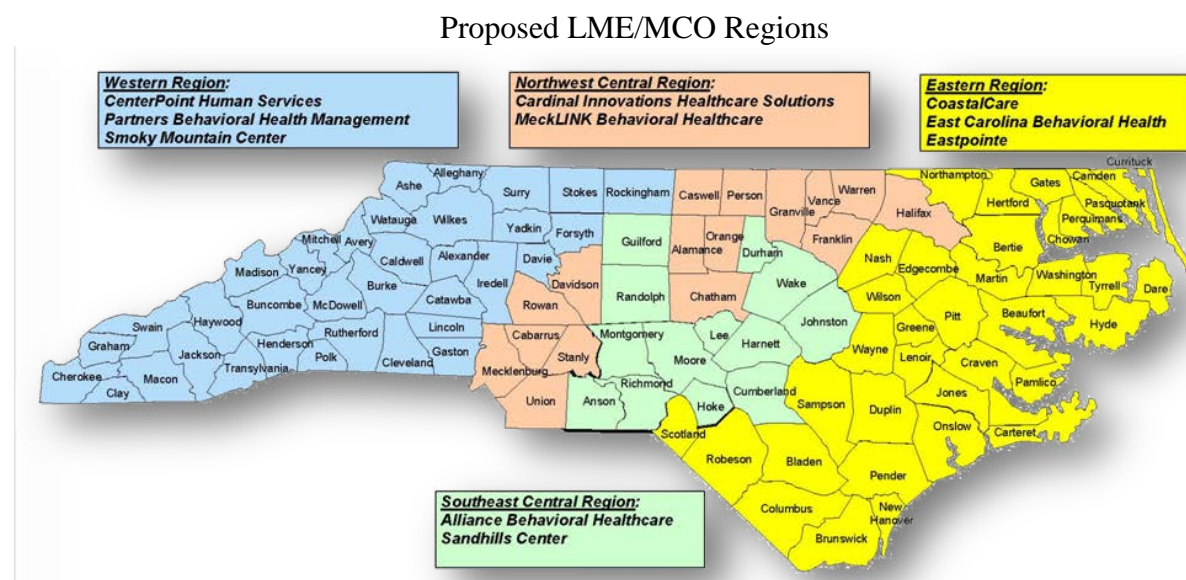 Proposed LME/MCO Regions
Western Region:
CenterPoint Human Services
Partners Behavioral Health Management
Smoky Mountain Center
Northwest Central Region:
Cardinal Innovations Healthcare Solutions
MeckLINK Behavioral Healthcare
Eastern Region:
CoastalCare
East Carolina Behavioral Health
Eastpointe
Currituck
Alleghany
Ashe
Surry
Stokes
Rockingham
Caswell
Person
Granville
Vance
Warren
Halifax
Northampton
Gates
Camden
Hertford
Pasquotank
Perquimans
Chowan
Watauga
Wilkes
Yadkin
Forsyth
Guilford
Alamance
Orange
Durham
Franklin
Nash
Edgecombe
Bertie
Martin
Washington
Tyrrell
Dare
Mitchell
Avery
Madison
Yancey
Caldwell
Alexander
Iredell
Davie
Davidson
Randolph
Chatham
Wake
Wilson
Pitt
Beaufort
Hyde
Buncombe
McDowell
Burke
Catawba
Rowan
Johnston
Greene
Swain
Haywood
Rutherford
Lincoln
Cabarrus
Montgomery
Lee
Harnett
Wayne
Lenoir
Craven
Pamlico
Graham
Jackson
Henderson
Polk
Cleveland
Gaston
Stanly
Moore
Cherokee
Macon
Transylvania
Clay
Mecklenburg
Union
Anson
Richmond
Hoke
Cumberland
Sampson
Duplin
Jones
Onslow
Carteret
Scotland
Robeson
Bladen
Pender
Columbus
New
Hanover
Brunswick
Southeast Central Region:
Alliance Behavioral Healthcare
Sandhills Center